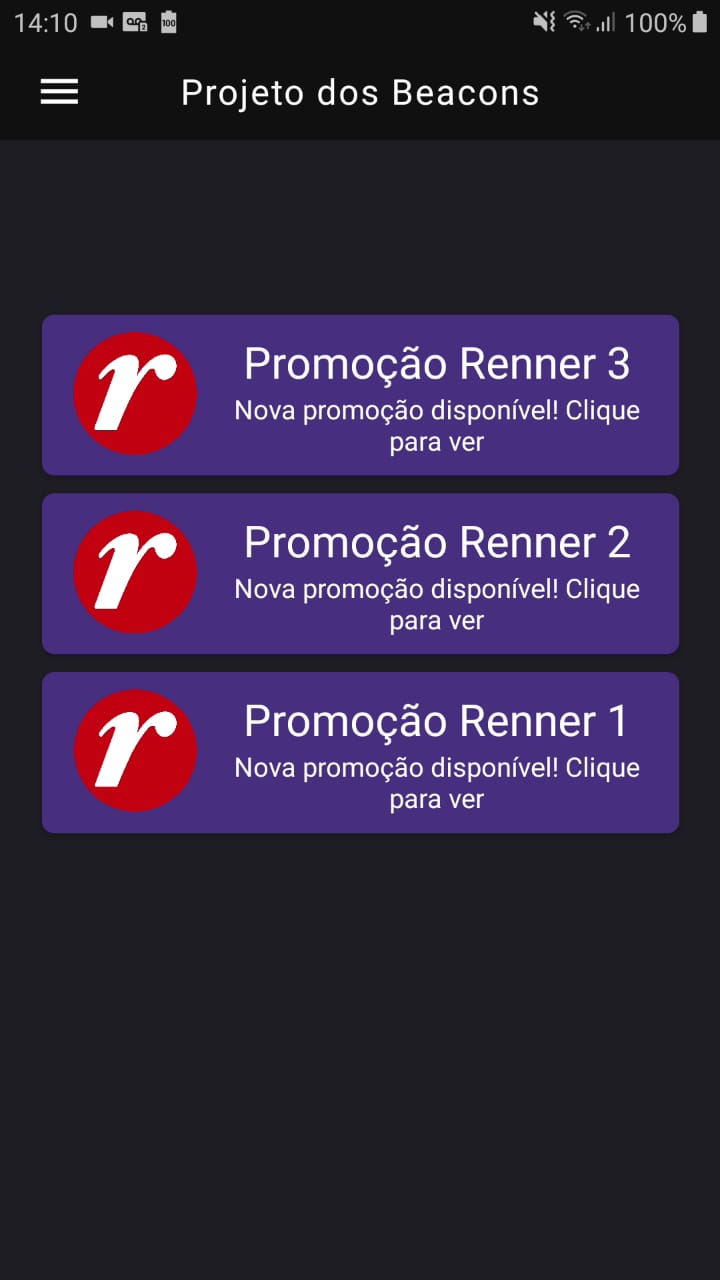 14:10 100%
Projeto dos Beacons
r Promoção Renner 3
Nova promoção disponível! Clique
para ver
r Promoção Renner 2
Nova promoção disponível! Clique
para ver
r Promoção Renner 1
Nova promoção disponível! Clique
para ver